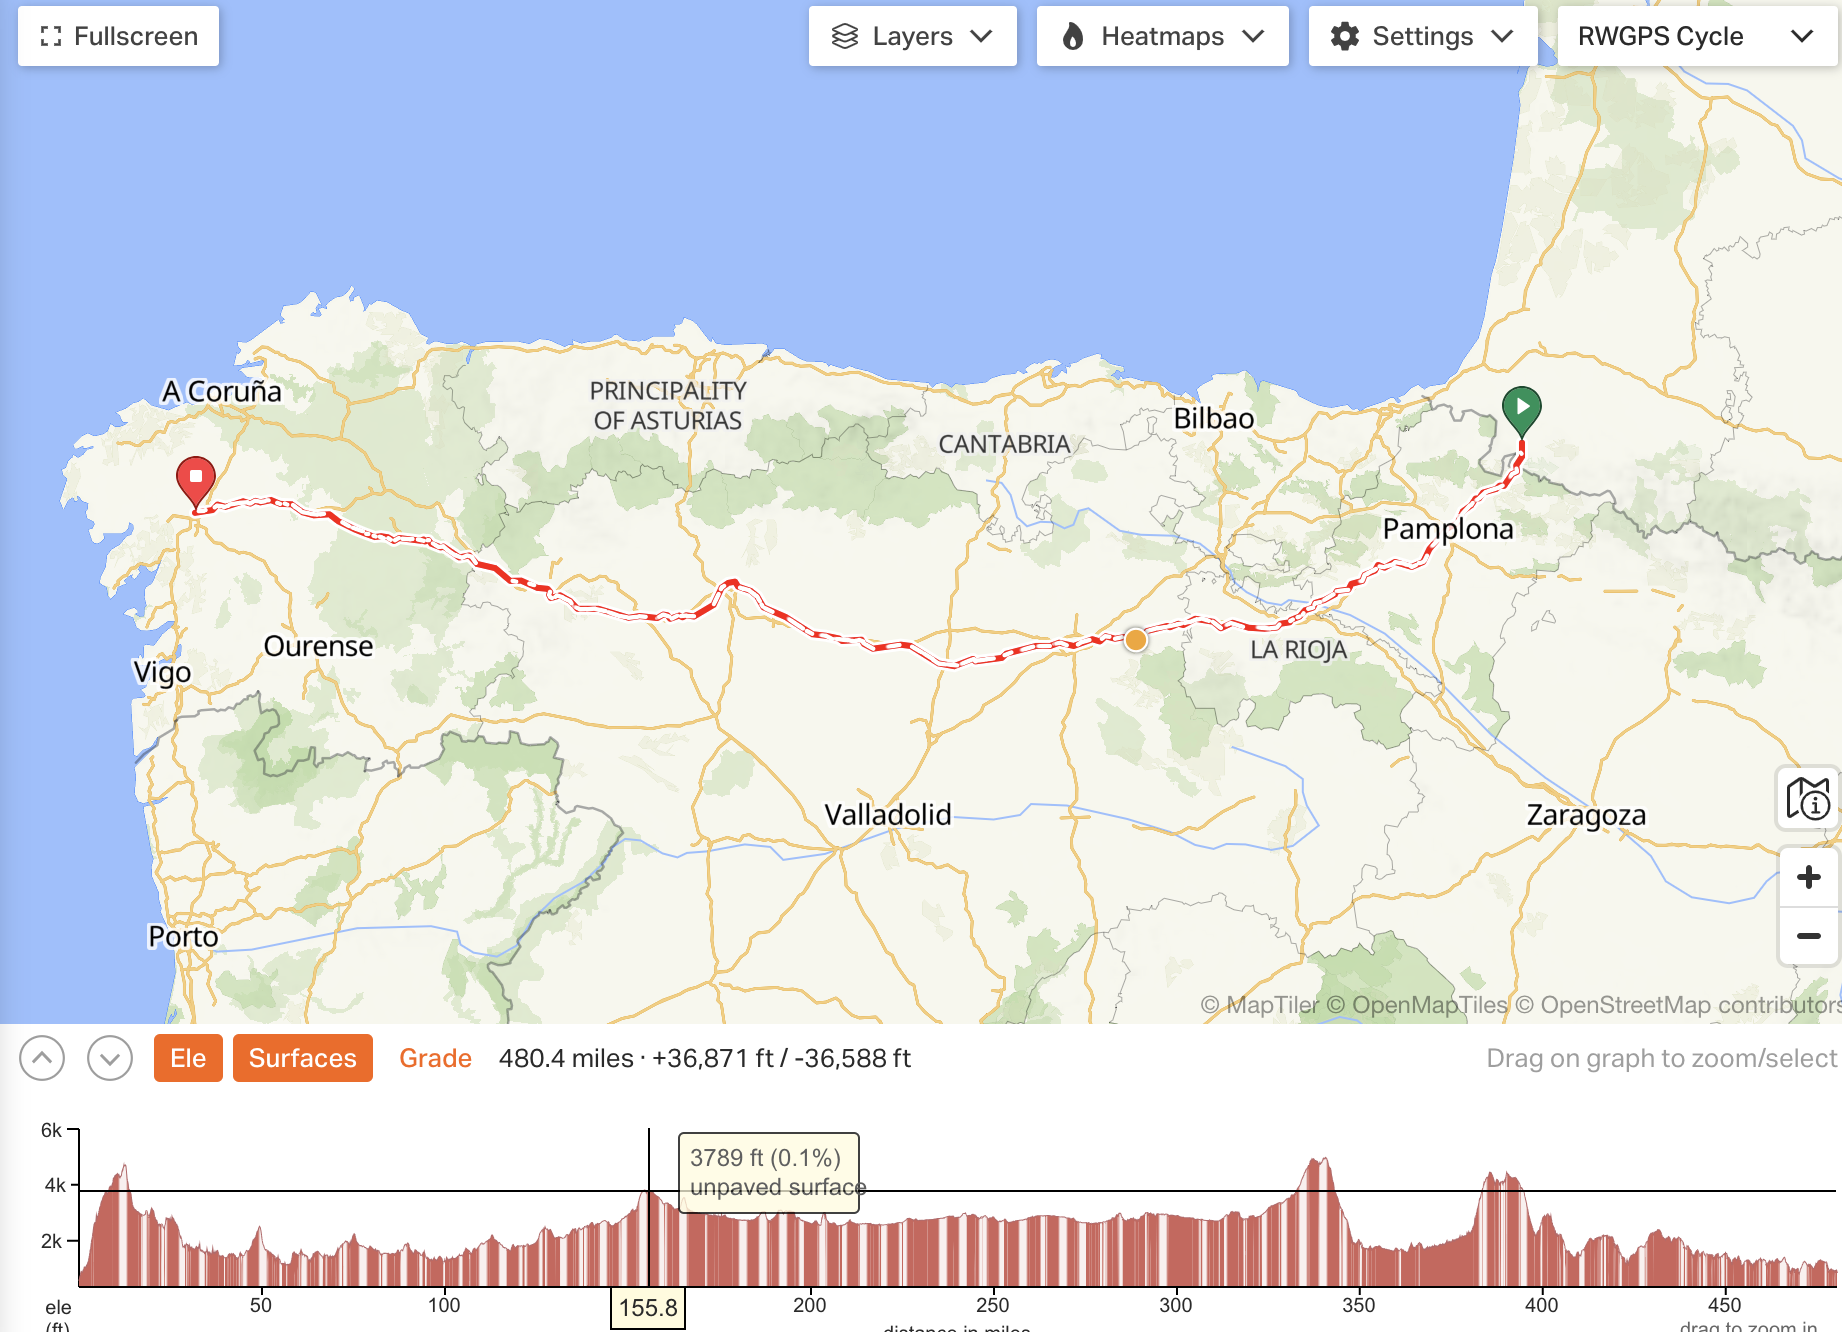 Fullscreen
Layers
Heatmaps
Settings
RWGPS Cycle
A Coruña
PRINCIPALITY
OF ASTURIAS
CANTABRIA
Bilbao
Pamplona
LA RIOJA
Ourense
Vigo
Valladolid
Zaragoza
Porto
© MapTiler © OpenMapTiles © OpenStreetMap contributors
Ele
Surfaces
Grade
480.4 miles · +36,871 ft / -36,588 ft
Drag on graph to zoom/select
6k
4k
2k
3789 ft (0.1%)
unpaved surface
ele
(ft)
50
100
155.8
200
250
300
350
400
450
distance in miles
drag to zoom in